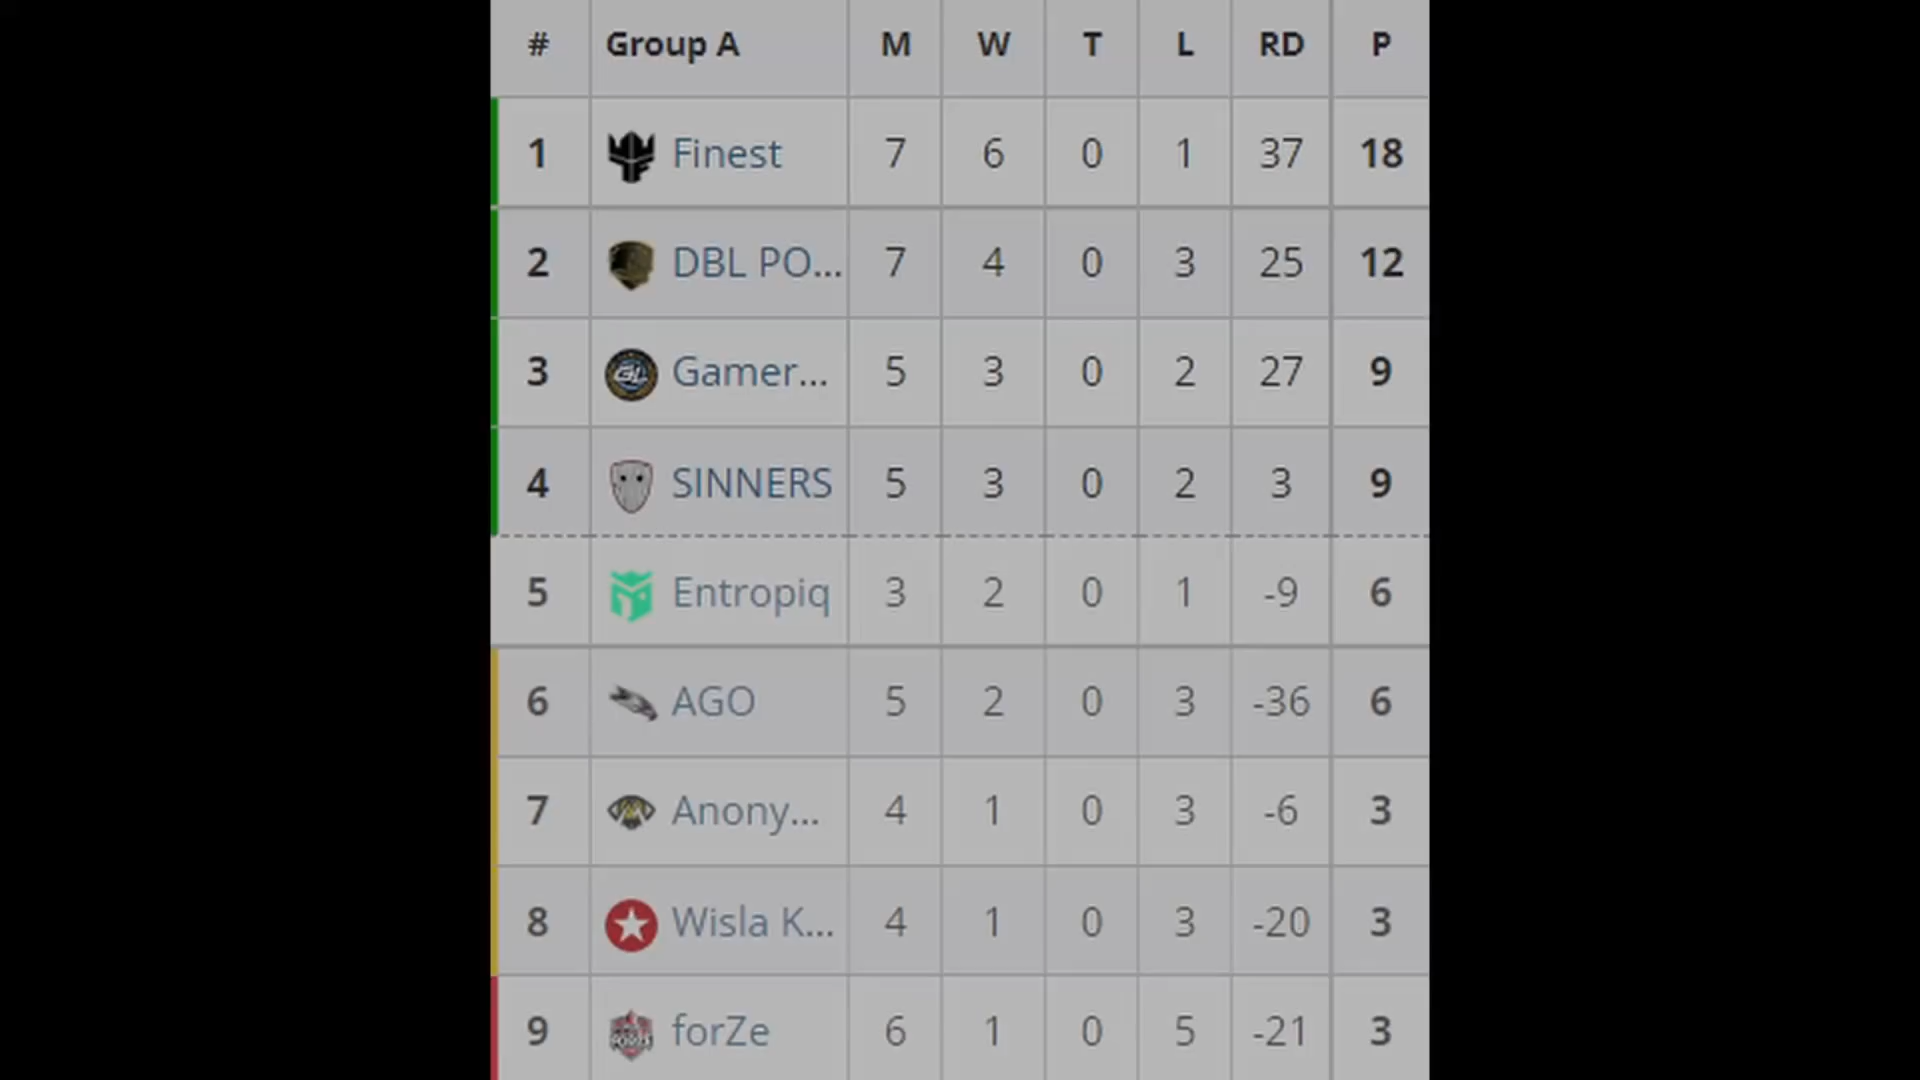 # Group A M W T L RD P
1 Finest 7 6 0 1 37 18
2 DBL PO... 7 4 0 3 25 12
3 Gamer... 5 3 0 2 27 9
4 SINNERS 5 3 0 2 3 9
5 Entropiq 3 2 0 1 -9 6
6 AGO 5 2 0 3 -36 6
7 Anony... 4 1 0 3 -6 3
8 Wisla K... 4 1 0 3 -20 3
9 forZe 6 1 0 5 -21 3